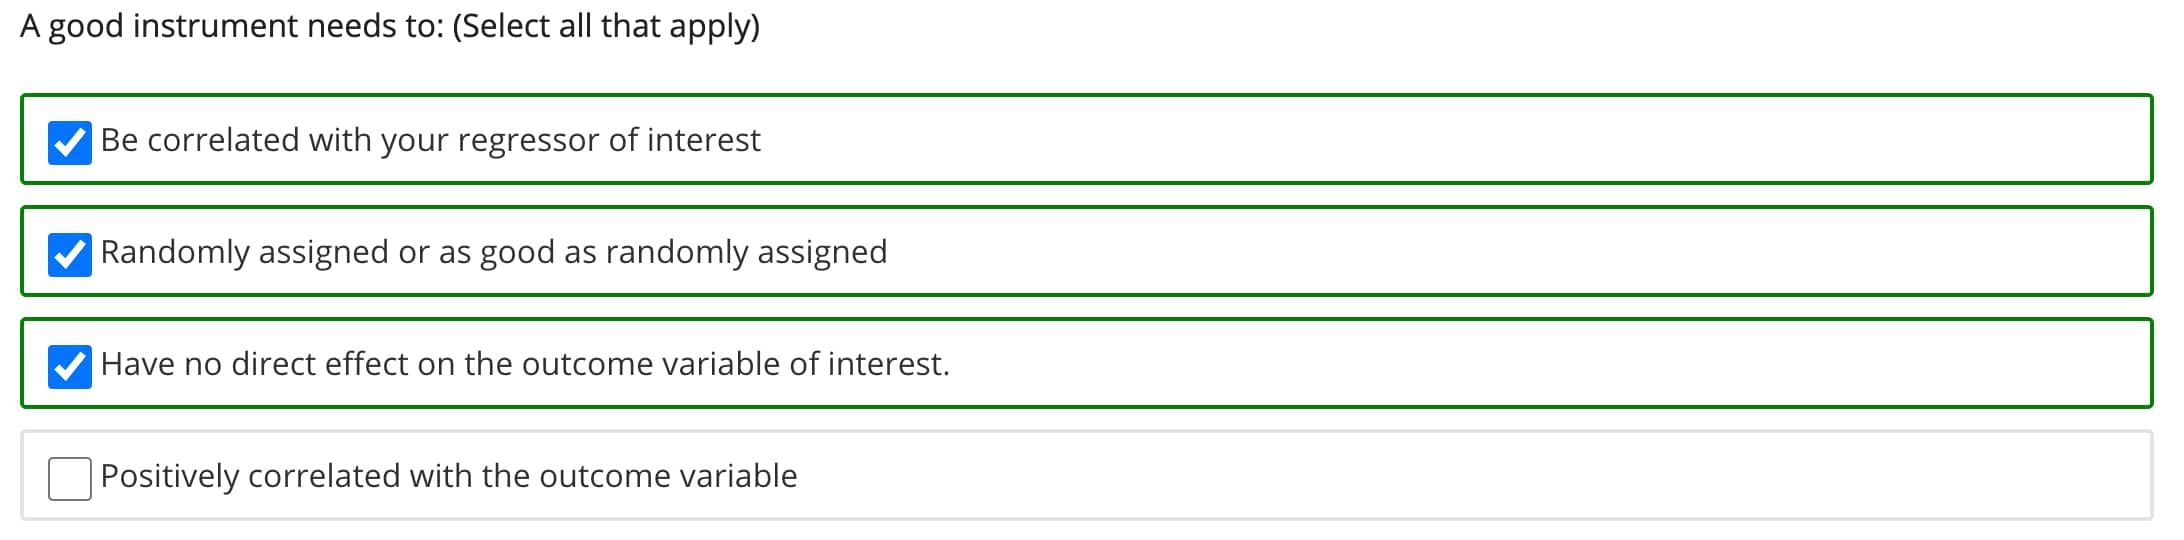 A good instrument needs to: (Select all that apply)
Be correlated with your regressor of interest
Randomly assigned or as good as randomly assigned
Have no direct effect on the outcome variable of interest.
Positively correlated with the outcome variable